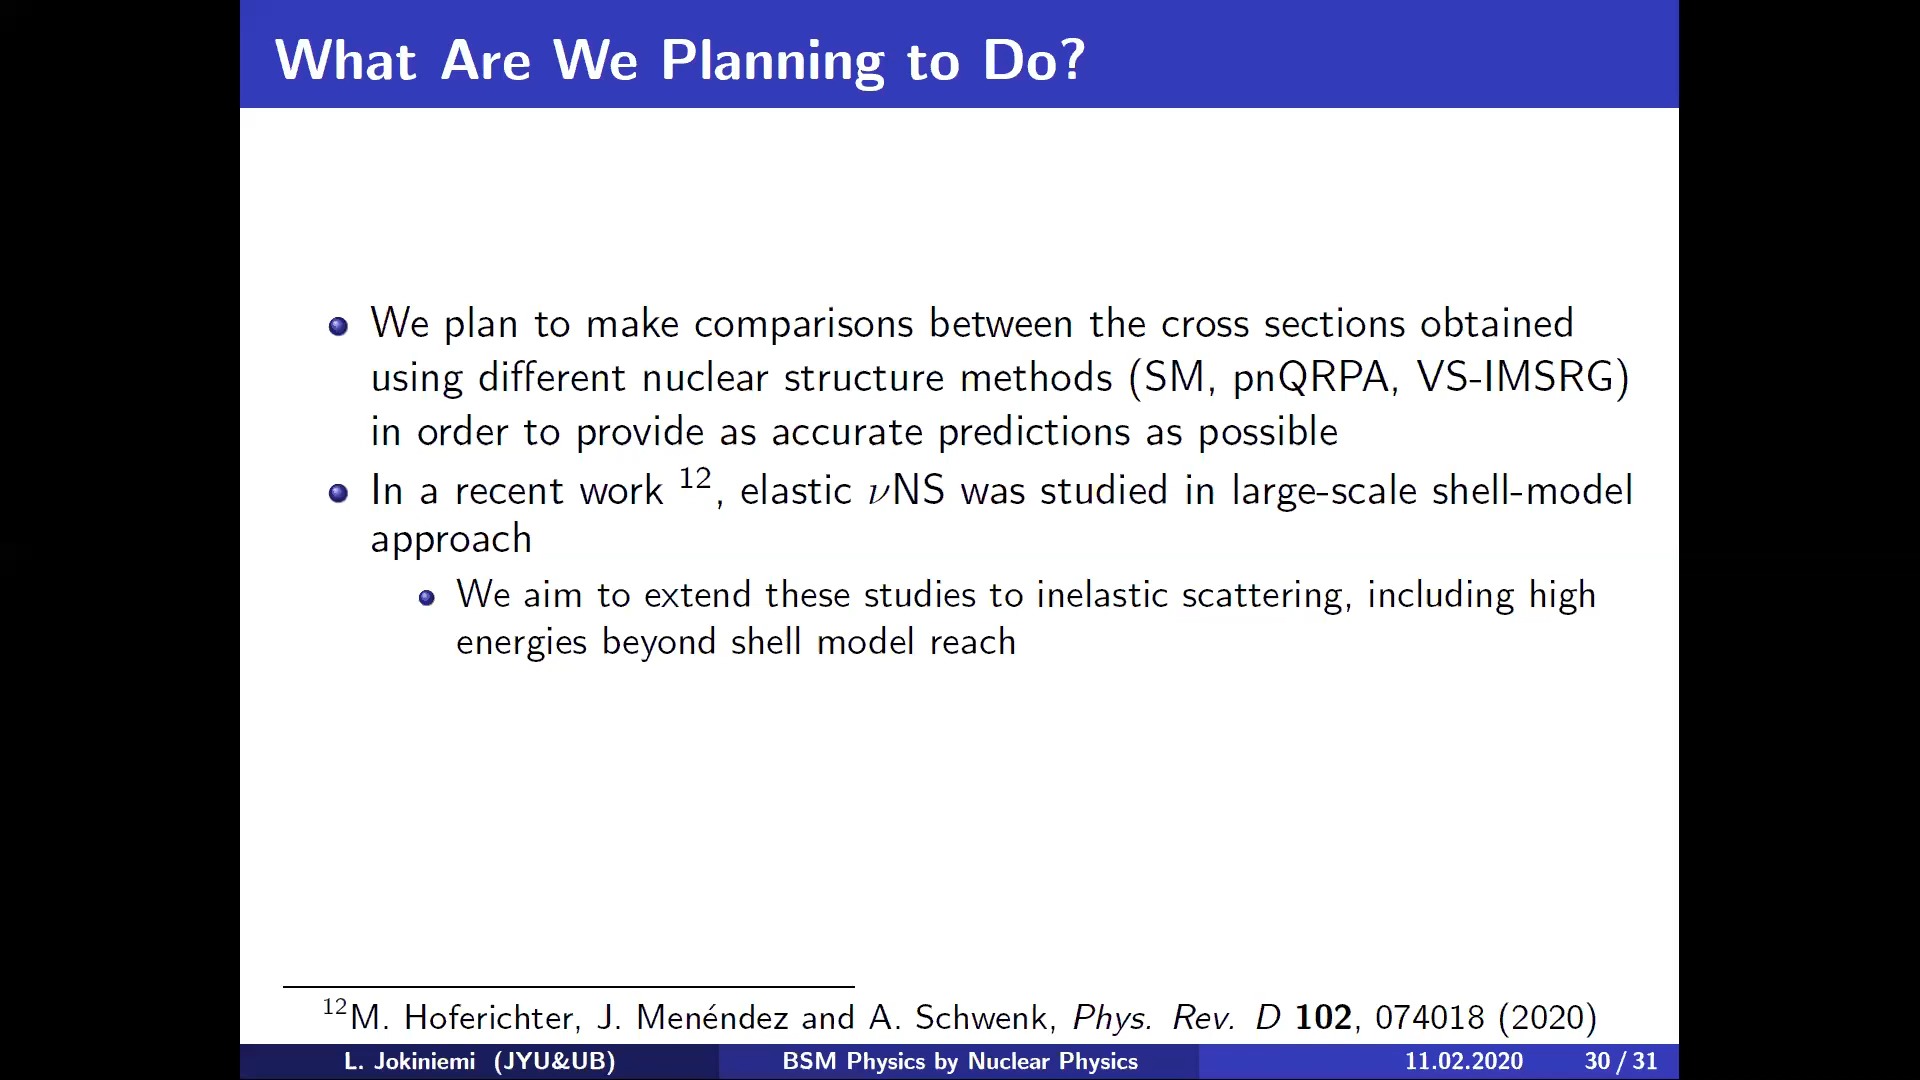 What Are We Planning to Do?
We plan to make comparisons between the cross sections obtained
using different nuclear structure methods (SM, pnQRPA, VS-IMSRG)
in order to provide as accurate predictions as possible
In a recent work 12, elastic νNS was studied in large-scale shell-model
approach
We aim to extend these studies to inelastic scattering, including high
energies beyond shell model reach
12M. Hoferichter, J. Menéndez and A. Schwenk, Phys. Rev. D 102, 074018 (2020)
L. Jokiniemi (JYU&UB) BSM Physics by Nuclear Physics 11.02.2020 30 / 31